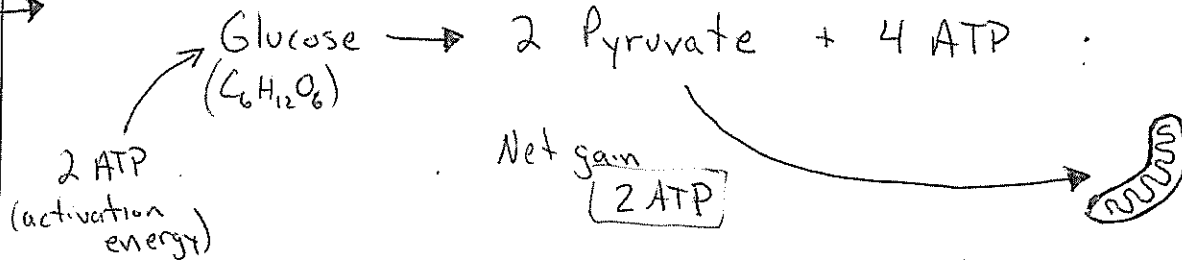 Glucose → 2 Pyruvate + 4 ATP
(C₆H₁₂O₆)
2 ATP
(activation
energy)
Net gain
2 ATP